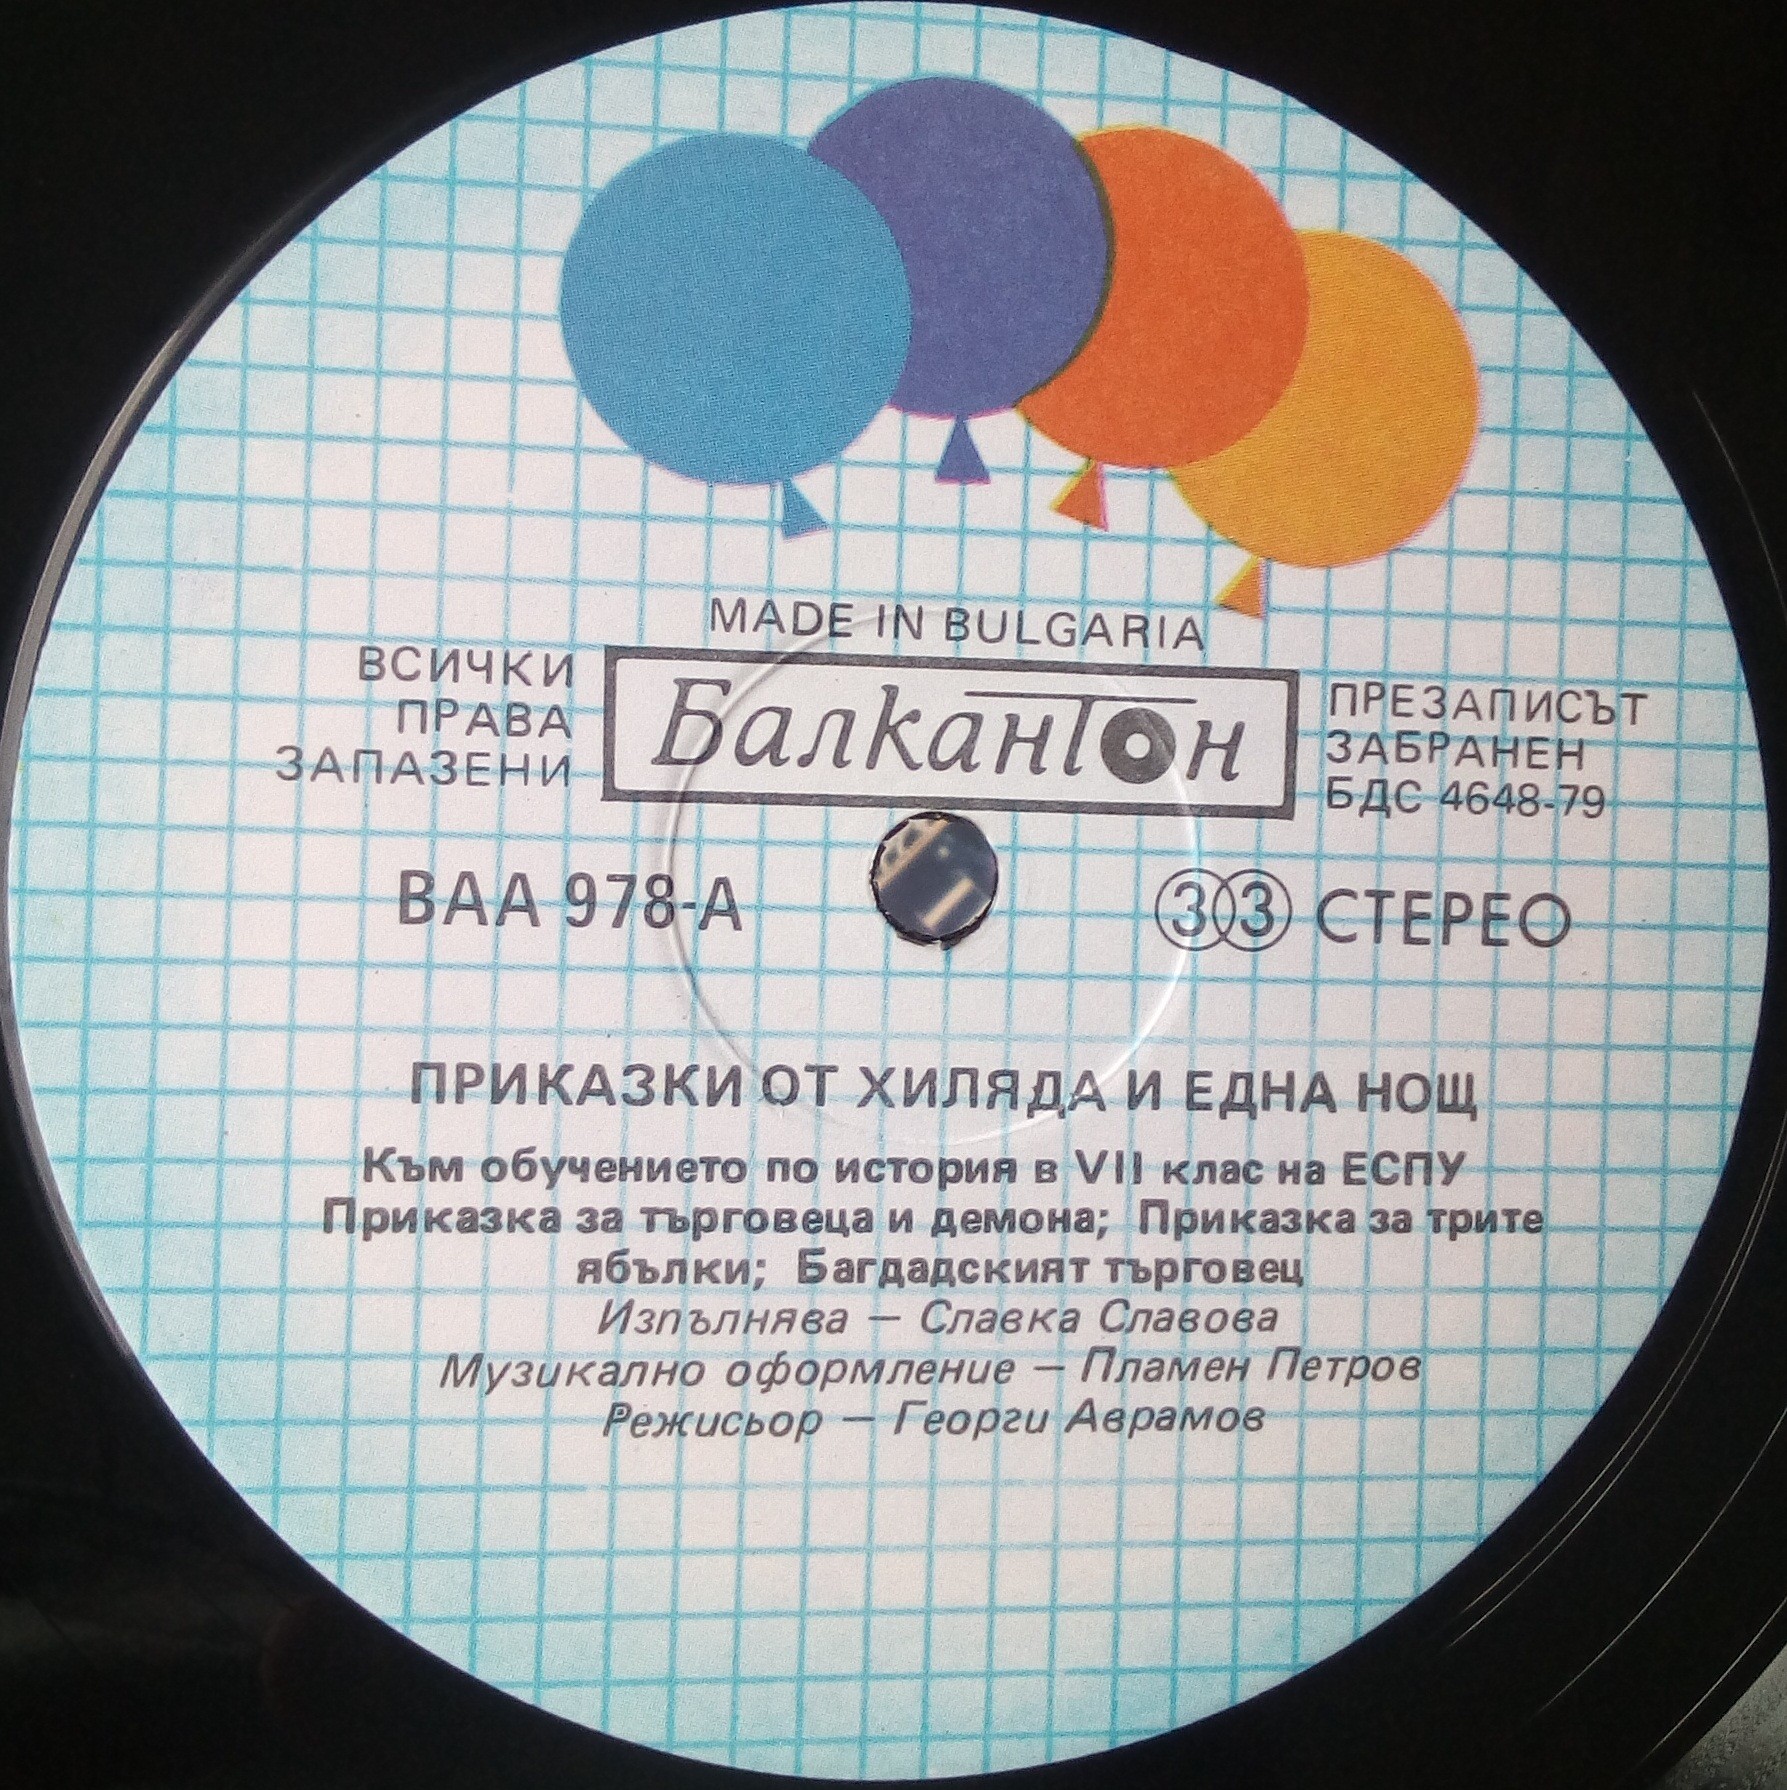 MADE IN BULGARIA
ВСИЧКИ
ПРАВА
ЗАПАЗЕНИ
Балкантон
ПРЕЗАПИСЪТ
ЗАБРАНЕН
БДС 4648-79
ВАА 978-А
33 СТЕРЕО
ПРИКАЗКИ ОТ ХИЛЯДА И ЕДНА НОЩ
Към обучението по история в VII клас на ЕСПУ
Приказка за търговеца и демона; Приказка за трите
ябълки; Багдадският търговец
Изпълнява — Славка Славова
Музикално оформление — Пламен Петров
Режисьор — Георги Аврамов